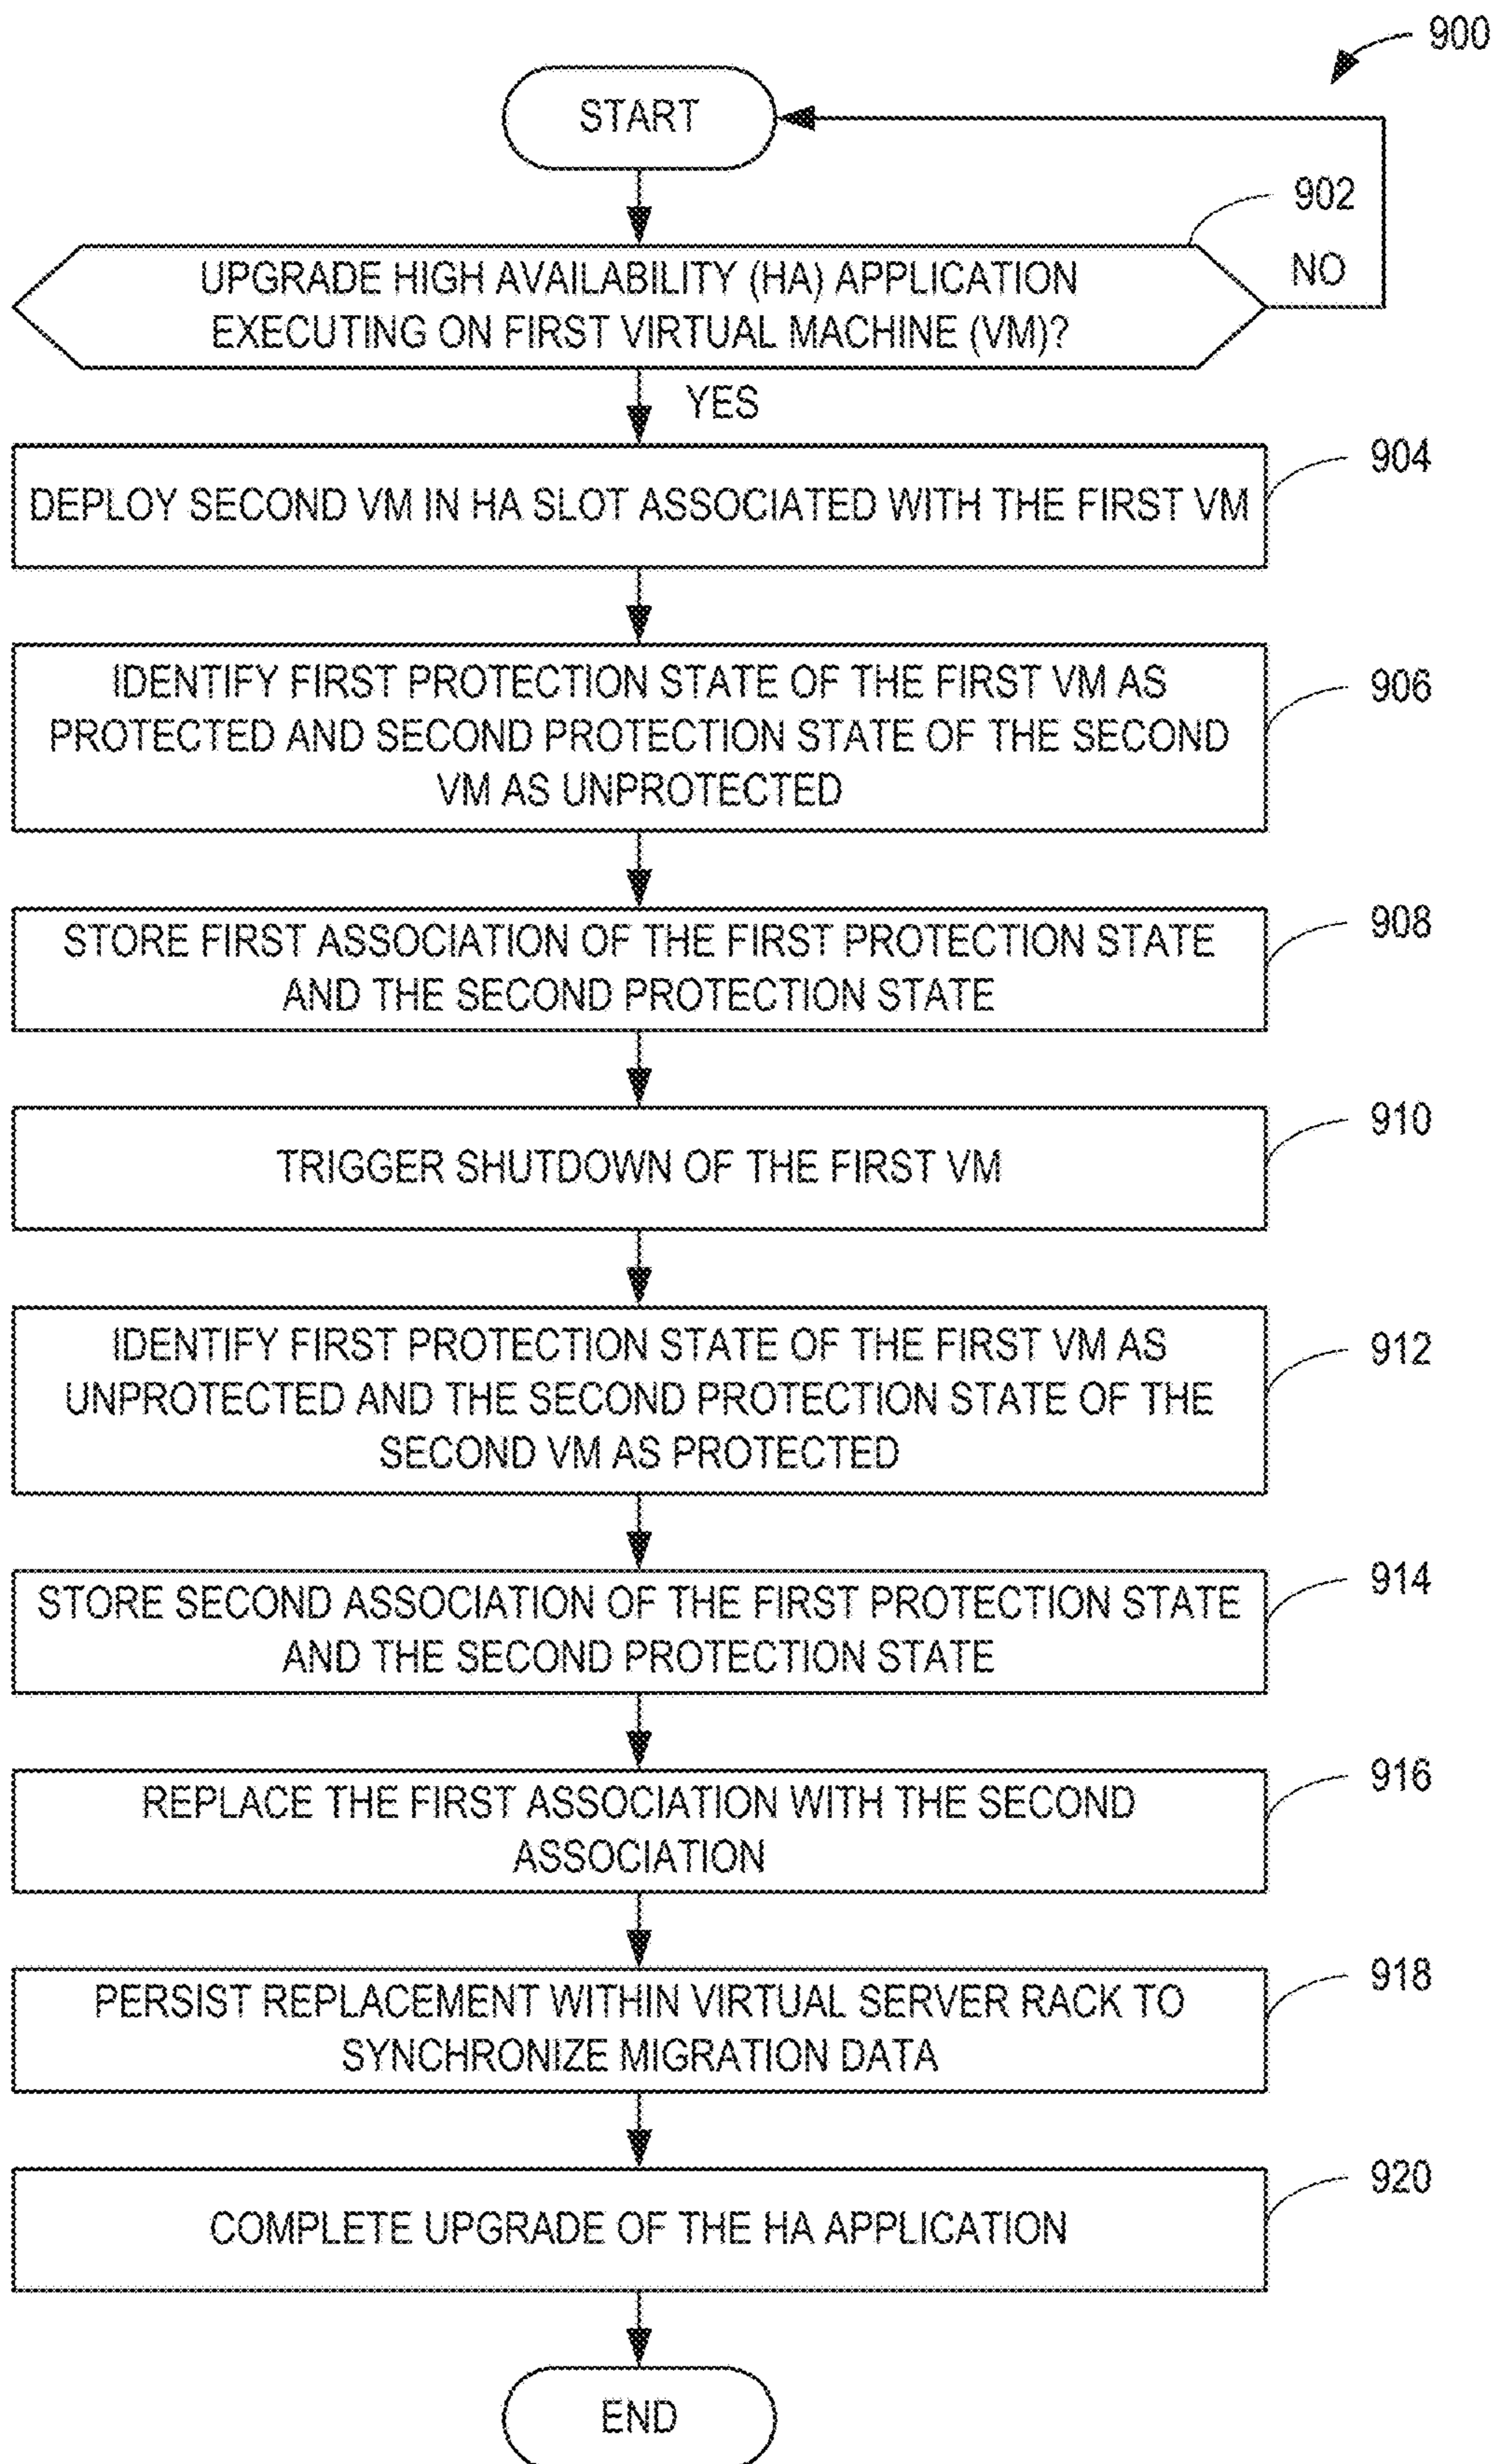 900
START
902
UPGRADE HIGH AVAILABILITY (HA) APPLICATION
EXECUTING ON FIRST VIRTUAL MACHINE (VM)?
NO
YES
904
DEPLOY SECOND VM IN HA SLOT ASSOCIATED WITH THE FIRST VM
906
IDENTIFY FIRST PROTECTION STATE OF THE FIRST VM AS
PROTECTED AND SECOND PROTECTION STATE OF THE SECOND
VM AS UNPROTECTED
908
STORE FIRST ASSOCIATION OF THE FIRST PROTECTION STATE
AND THE SECOND PROTECTION STATE
910
TRIGGER SHUTDOWN OF THE FIRST VM
912
IDENTIFY FIRST PROTECTION STATE OF THE FIRST VM AS
UNPROTECTED AND THE SECOND PROTECTION STATE OF THE
SECOND VM AS PROTECTED
914
STORE SECOND ASSOCIATION OF THE FIRST PROTECTION STATE
AND THE SECOND PROTECTION STATE
916
REPLACE THE FIRST ASSOCIATION WITH THE SECOND
ASSOCIATION
918
PERSIST REPLACEMENT WITHIN VIRTUAL SERVER RACK TO
SYNCHRONIZE MIGRATION DATA
920
COMPLETE UPGRADE OF THE HA APPLICATION
END